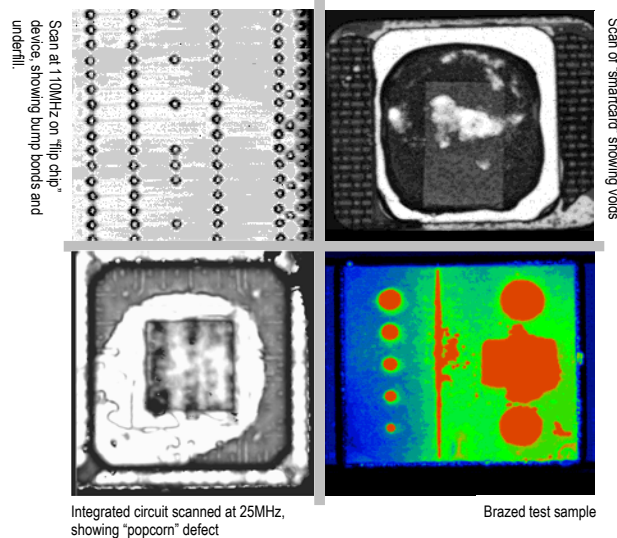 Scan at 110MHz on "flip chip"
device, showing bump bonds and
underfill.
Scan of smartcard showing voids
Integrated circuit scanned at 25MHz,
showing "popcorn" defect
Brazed test sample